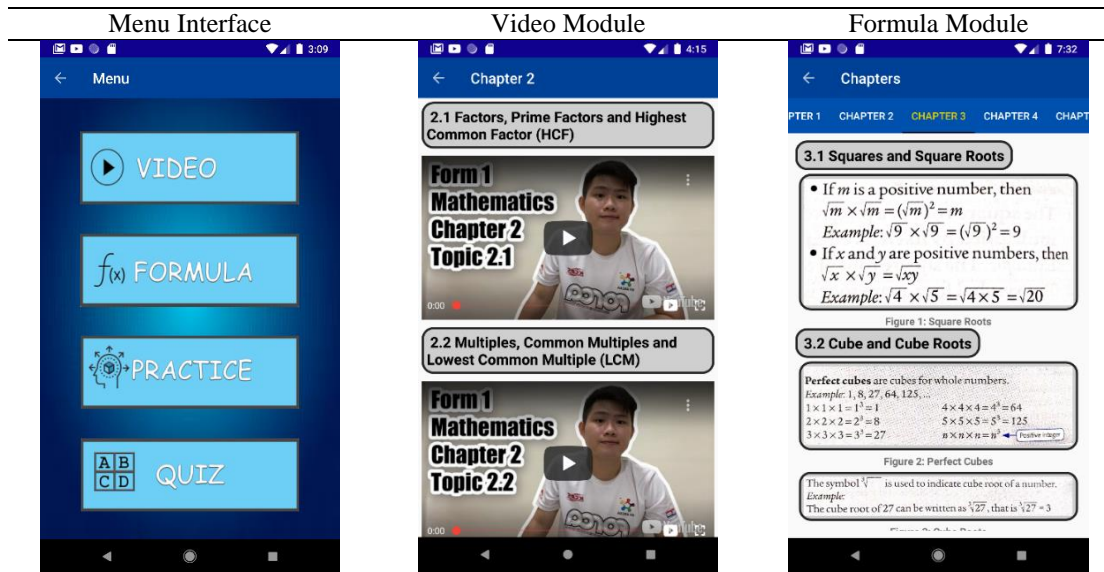 Menu Interface
Video Module
Formula Module
3:09
Menu
VIDEO
f(x) FORMULA
PRACTICE
A B
C D
QUIZ
4:15
Chapter 2
2.1 Factors, Prime Factors and Highest
Common Factor (HCF)
Form 1
Mathematics
Chapter 2
Topic 2.1
0:00
YouTube
2.2 Multiples, Common Multiples and
Lowest Common Multiple (LCM)
Form 1
Mathematics
Chapter 2
Topic 2.2
0:00
7:32
Chapters
PTER 1 CHAPTER 2 CHAPTER 3 CHAPTER 4 CHAPT
3.1 Squares and Square Roots
• If m is a positive number, then
√m × √m = (√m)² = m
Example: √9 × √9 = (√9)² = 9
• If x and y are positive numbers, then
√x × √y = √xy
Example: √4 × √5 = √4×5 = √20
Figure 1: Square Roots
3.2 Cube and Cube Roots
Perfect cubes are cubes for whole numbers.
Example: 1, 8, 27, 64, 125, ...
1×1×1=1³=1 4×4×4=4³=64
2×2×2=2³=8 5×5×5=5³=125
3×3×3=3³=27 n×n×n=n³ Positive integer
Figure 2: Perfect Cubes
The symbol ∛ is used to indicate cube root of a number.
Example:
The cube root of 27 can be written as ∛27, that is ∛27 = 3